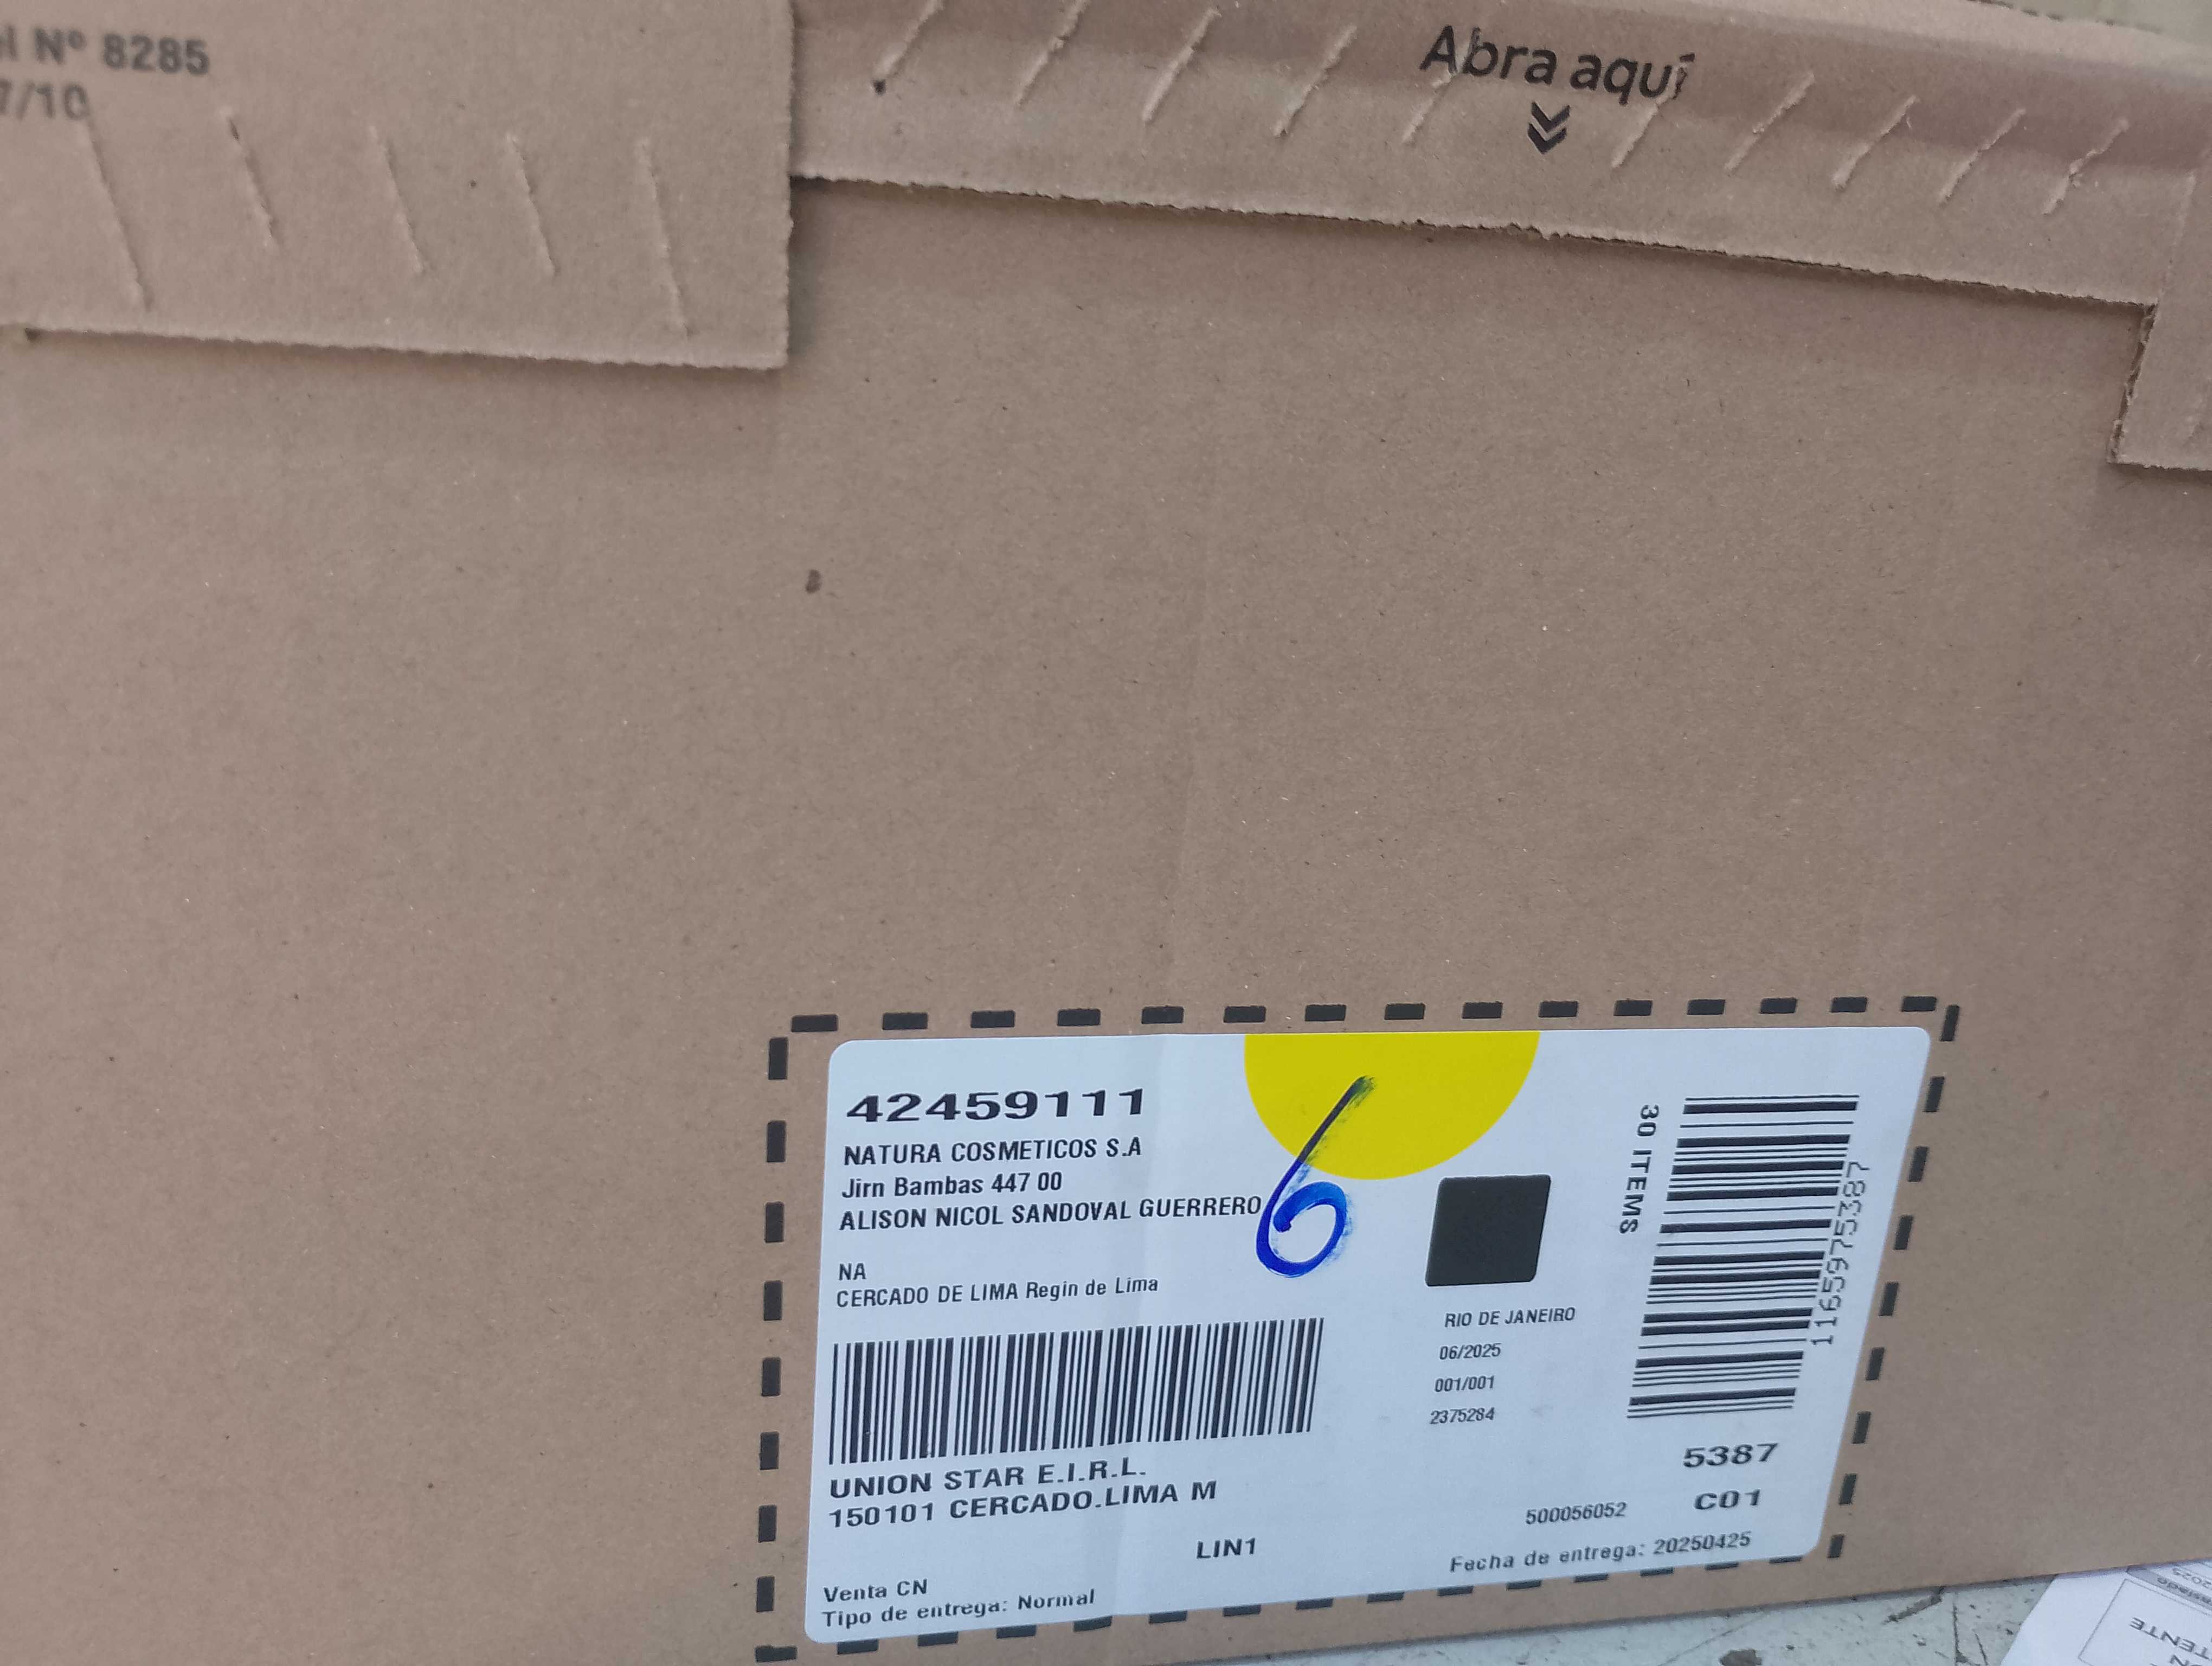 Nº 8285
7/10
Abra aquí
42459111
NATURA COSMETICOS S.A
Jirn Bambas 447 00
ALISON NICOL SANDOVAL GUERRERO
6
NA
CERCADO DE LIMA Regin de Lima
UNION STAR E.I.R.L.
150101 CERCADO.LIMA M
LIN1
Venta CN
Tipo de entrega: Normal
RIO DE JANEIRO
06/2025
001/001
2375284
30 ITEMS
11659755387
5387
C01
500056052
Fecha de entrega: 20250425